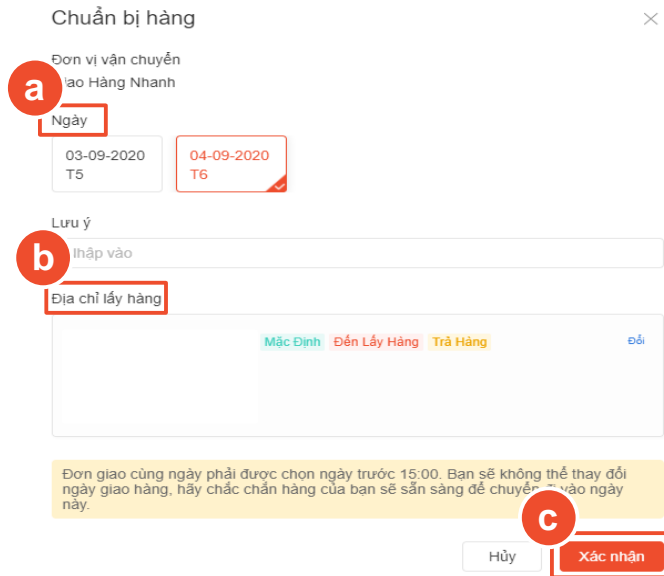 Chuẩn bị hàng
Đơn vị vận chuyển
a
iao Hàng Nhanh
Ngày
03-09-2020
T5
04-09-2020
T6
Lưu ý
b
Nhập vào
Địa chỉ lấy hàng
Mặc Định Đến Lấy Hàng Trả Hàng Đổi
Đơn giao cùng ngày phải được chọn ngày trước 15:00. Bạn sẽ không thể thay đổi
ngày giao hàng, hãy chắc chắn hàng của bạn sẽ sẵn sàng để chuyển đi vào ngày
này.
c
Hủy Xác nhận